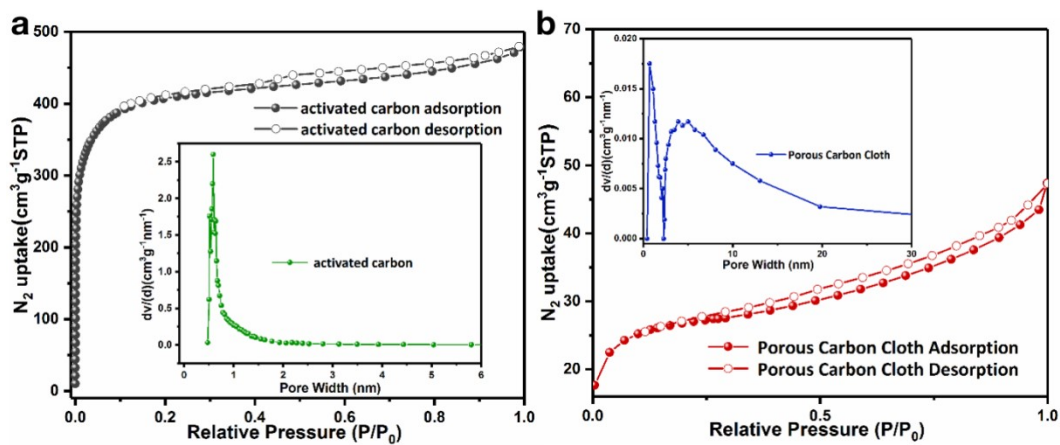 a
500
400
300
200
100
0
0.0
0.2
0.4
0.6
0.8
1.0
N₂ uptake(cm³g⁻¹STP)
Relative Pressure (P/P₀)
activated carbon adsorption
activated carbon desorption
3.0
2.5
2.0
1.5
1.0
0.5
0.0
0
1
2
3
4
5
6
dv/(d)(cm³g⁻¹nm⁻¹)
Pore Width (nm)
activated carbon
b
70
60
50
40
30
20
0.0
0.5
1.0
N₂ uptake(cm³g⁻¹STP)
Relative Pressure (P/P₀)
Porous Carbon Cloth Adsorption
Porous Carbon Cloth Desorption
0.020
0.015
0.010
0.005
0.000
0
10
20
30
dv/(d)(cm³g⁻¹nm⁻¹)
Pore Width (nm)
Porous Carbon Cloth